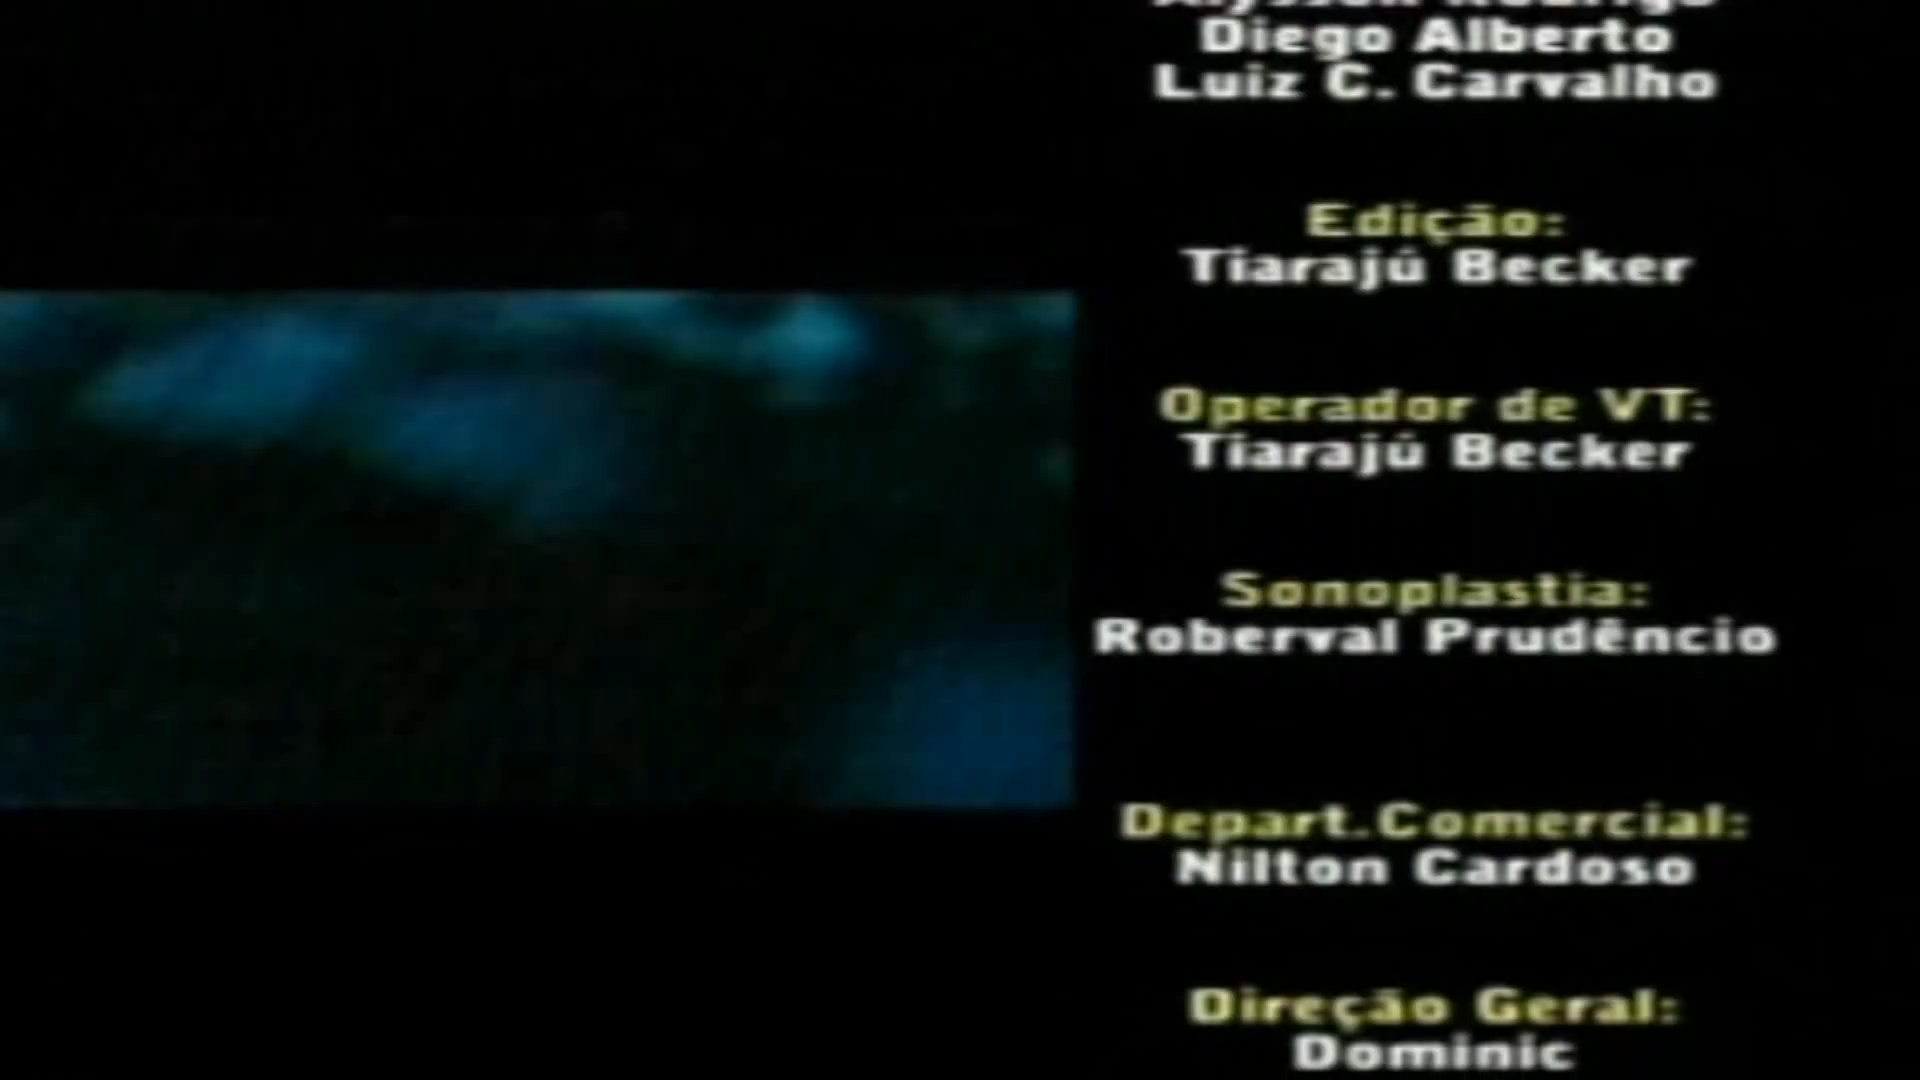 Diego Alberto
Luiz C. Carvalho
Edição:
Tiarajú Becker
Operador de VT:
Tiarajú Becker
Sonoplastia:
Roberval Prudêncio
Depart.Comercial:
Nilton Cardoso
Direção Geral:
Dominic